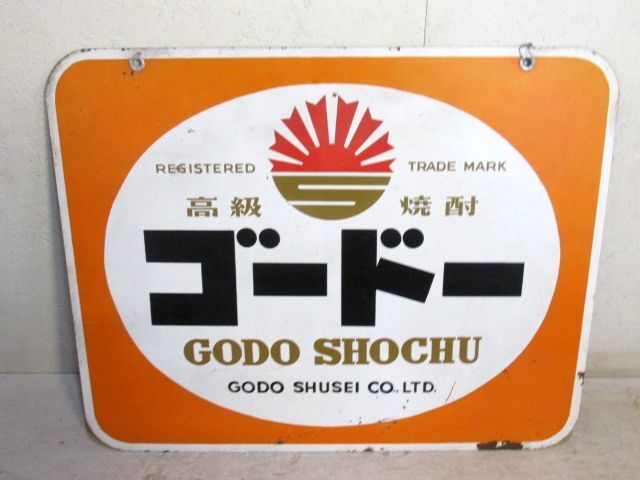 REGISTERED TRADE MARK
高級 焼酎
ゴードー
GODO SHOCHU
GODO SHUSEI CO., LTD.